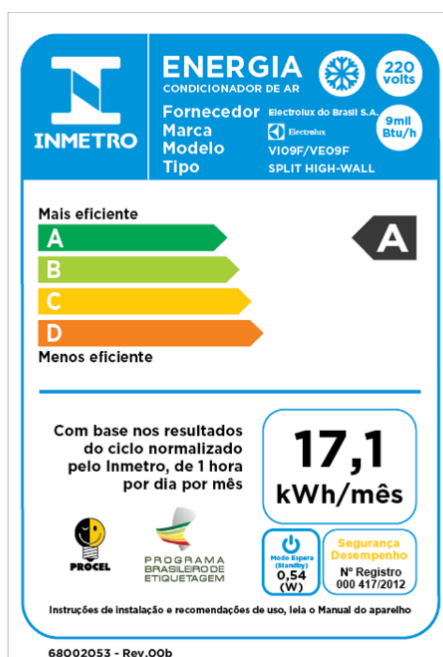 INMETRO
ENERGIA
CONDICIONADOR DE AR
220
volts
Fornecedor Electrolux do Brasil S.A.
Marca Electrolux
Modelo VI09F/VE09F
Tipo SPLIT HIGH-WALL
9mil
Btu/h
Mais eficiente
A
A
B
C
D
Menos eficiente
Com base nos resultados
do ciclo normalizado
pelo Inmetro, de 1 hora
por dia por mês
17,1
kWh/mês
PROCEL
PROGRAMA
BRASILEIRO DE
ETIQUETAGEM
Modo Espera
(Standby)
0,54
(W)
Segurança
Desempenho
Nº Registro
000 417/2012
Instruções de instalação e recomendações de uso, leia o Manual do aparelho
68002053 - Rev.00b